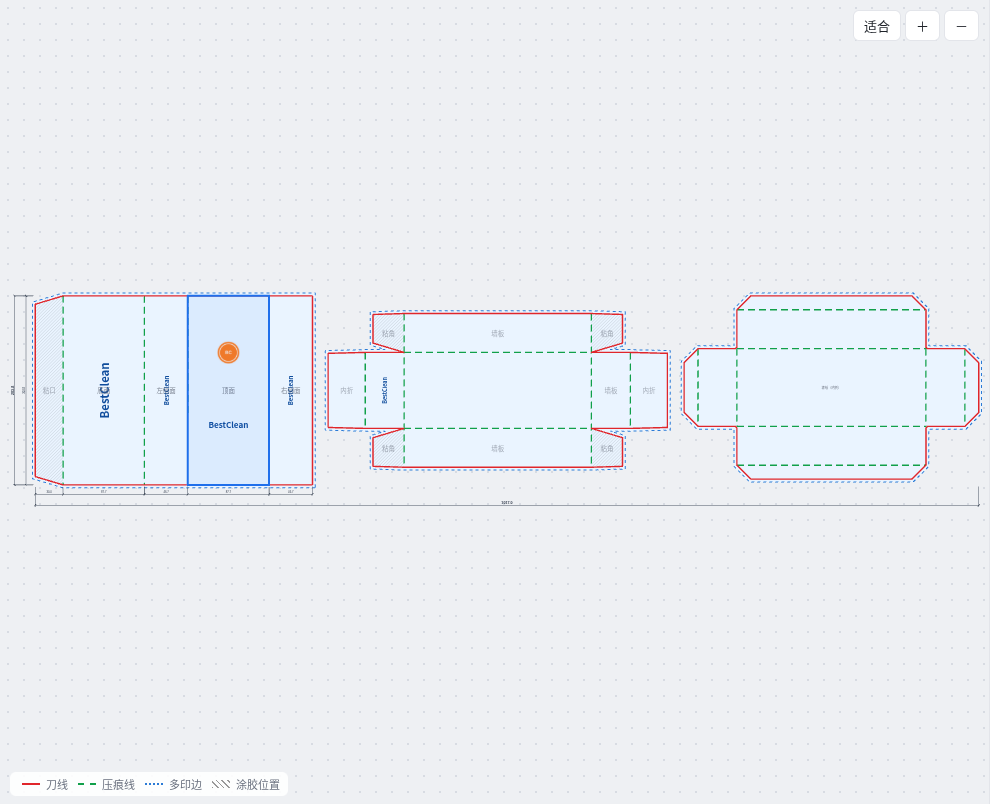 适合
粘角
墙板
粘角
BC
粘口
BestClean
BestClean
顶面
BestClean
内折
BestClean
墙板
内折
BestClean
粘角
墙板
粘角
刀线
压痕线
多印边
涂胶位置